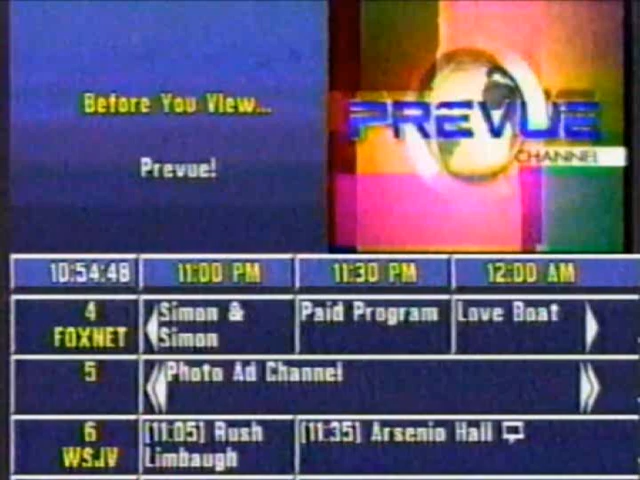 Before You View...
Prevue!
PREVUE
CHANNEL
10:54:48 11:00 PM 11:30 PM 12:00 AM
4 FOXNET Simon & Simon Paid Program Love Boat
5 Photo Ad Channel
6 WSJV [11:05] Rush Limbaugh [11:35] Arsenio Hall